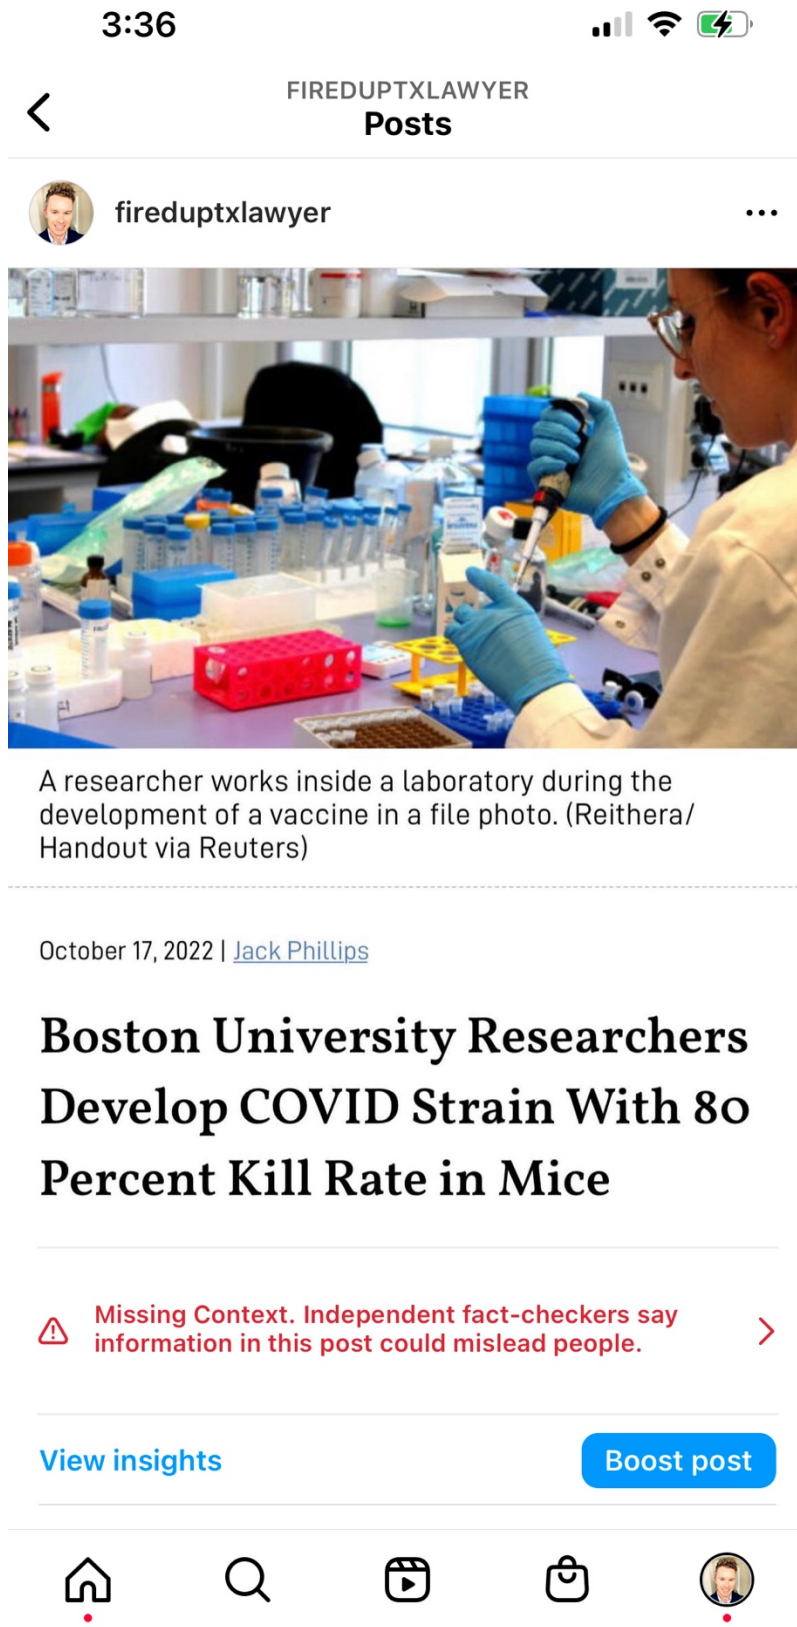 3:36
FIREDUPTXLAWYER
Posts
fireduptxlawyer
A researcher works inside a laboratory during the
development of a vaccine in a file photo. (Reithera/
Handout via Reuters)
October 17, 2022 | Jack Phillips
Boston University Researchers
Develop COVID Strain With 80
Percent Kill Rate in Mice
Missing Context. Independent fact-checkers say
information in this post could mislead people.
View insights
Boost post